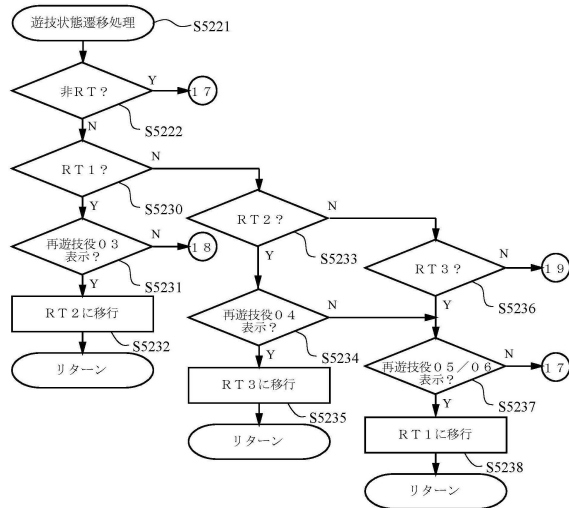 遊技状態遷移処理
S5221
非RT?
Y
17
N
S5222
RT1?
N
S5230
Y
再遊技役03
表示?
N
18
S5231
Y
RT2に移行
S5232
リターン
RT2?
N
S5233
Y
再遊技役04
表示?
N
S5234
Y
RT3に移行
S5235
リターン
RT3?
N
19
S5236
Y
再遊技役05/06
表示?
N
17
S5237
Y
RT1に移行
S5238
リターン